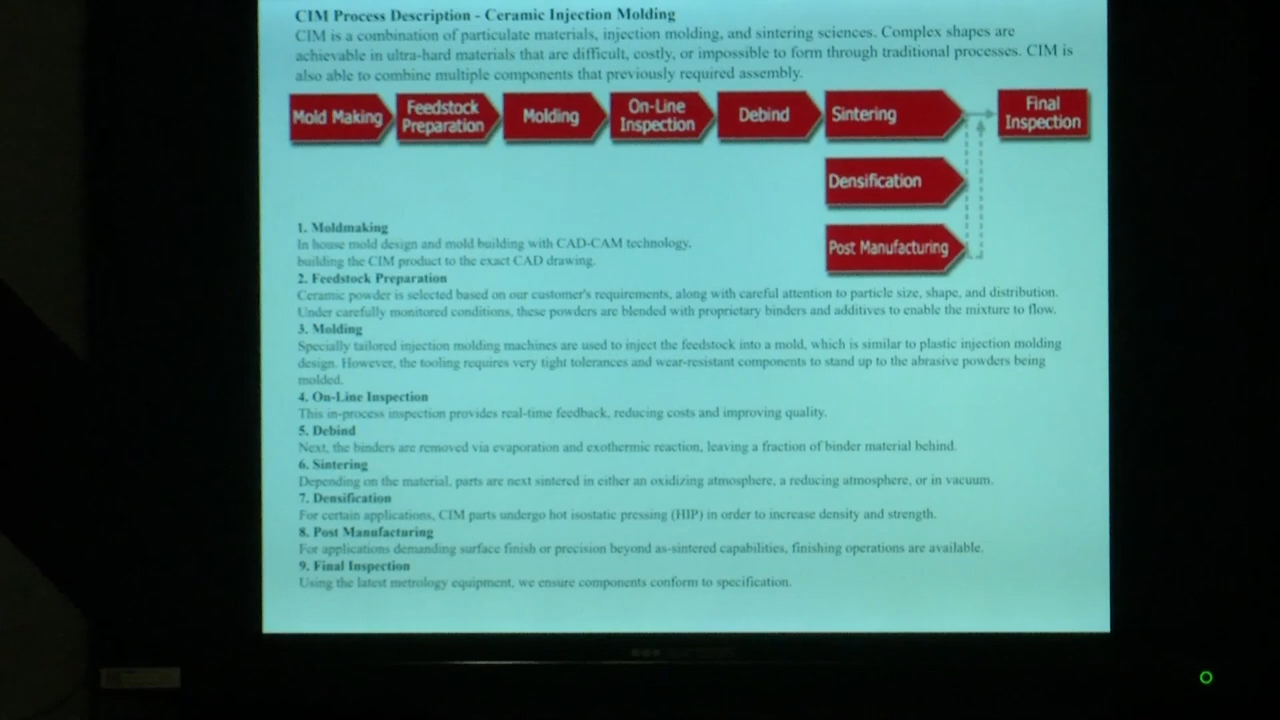 CIM Process Description - Ceramic Injection Molding
CIM is a combination of particulate materials, injection molding, and sintering sciences. Complex shapes are
achievable in ultra-hard materials that are difficult, costly, or impossible to form through traditional processes. CIM is
also able to combine multiple components that previously required assembly.
Mold Making
Feedstock
Preparation
Molding
On-Line
Inspection
Debind
Sintering
Final
Inspection
Densification
Post Manufacturing
1. Moldmaking
In house mold design and mold building with CAD-CAM technology,
building the CIM product to the exact CAD drawing.
2. Feedstock Preparation
Ceramic powder is selected based on our customer's requirements, along with careful attention to particle size, shape, and distribution.
Under carefully monitored conditions, these powders are blended with proprietary binders and additives to enable the mixture to flow.
3. Molding
Specially tailored injection molding machines are used to inject the feedstock into a mold, which is similar to plastic injection molding
design. However, the tooling requires very tight tolerances and wear-resistant components to stand up to the abrasive powders being
molded.
4. On-Line Inspection
This in-process inspection provides real-time feedback, reducing costs and improving quality.
5. Debind
Next, the binders are removed via evaporation and exothermic reaction, leaving a fraction of binder material behind.
6. Sintering
Depending on the material, parts are next sintered in either an oxidizing atmosphere, a reducing atmosphere, or in vacuum.
7. Densification
For certain applications, CIM parts undergo hot isostatic pressing (HIP) in order to increase density and strength.
8. Post Manufacturing
For applications demanding surface finish or precision beyond as-sintered capabilities, finishing operations are available.
9. Final Inspection
Using the latest metrology equipment, we ensure components conform to specification.